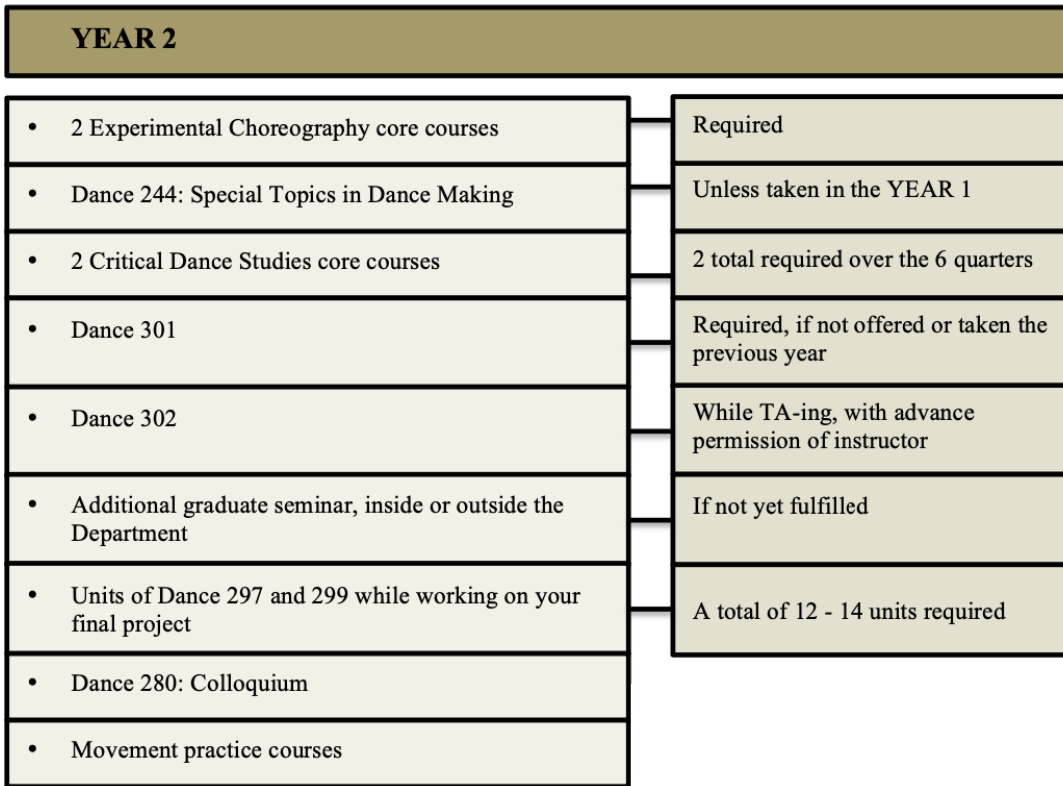 YEAR 2
• 2 Experimental Choreography core courses
Required
• Dance 244: Special Topics in Dance Making
Unless taken in the YEAR 1
• 2 Critical Dance Studies core courses
2 total required over the 6 quarters
• Dance 301
Required, if not offered or taken the
previous year
• Dance 302
While TA-ing, with advance
permission of instructor
• Additional graduate seminar, inside or outside the
Department
If not yet fulfilled
• Units of Dance 297 and 299 while working on your
final project
A total of 12 - 14 units required
• Dance 280: Colloquium
• Movement practice courses